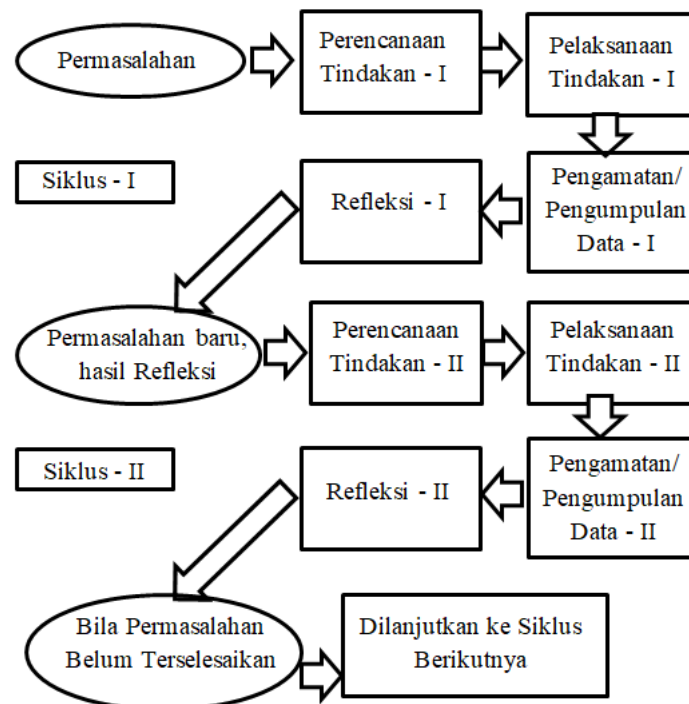 Permasalahan
Perencanaan
Tindakan - I
Pelaksanaan
Tindakan - I
Siklus - I
Refleksi - I
Pengamatan/
Pengumpulan
Data - I
Permasalahan baru,
hasil Refleksi
Perencanaan
Tindakan - II
Pelaksanaan
Tindakan - II
Siklus - II
Refleksi - II
Pengamatan/
Pengumpulan
Data - II
Bila Permasalahan
Belum Terselesaikan
Dilanjutkan ke Siklus
Berikutnya